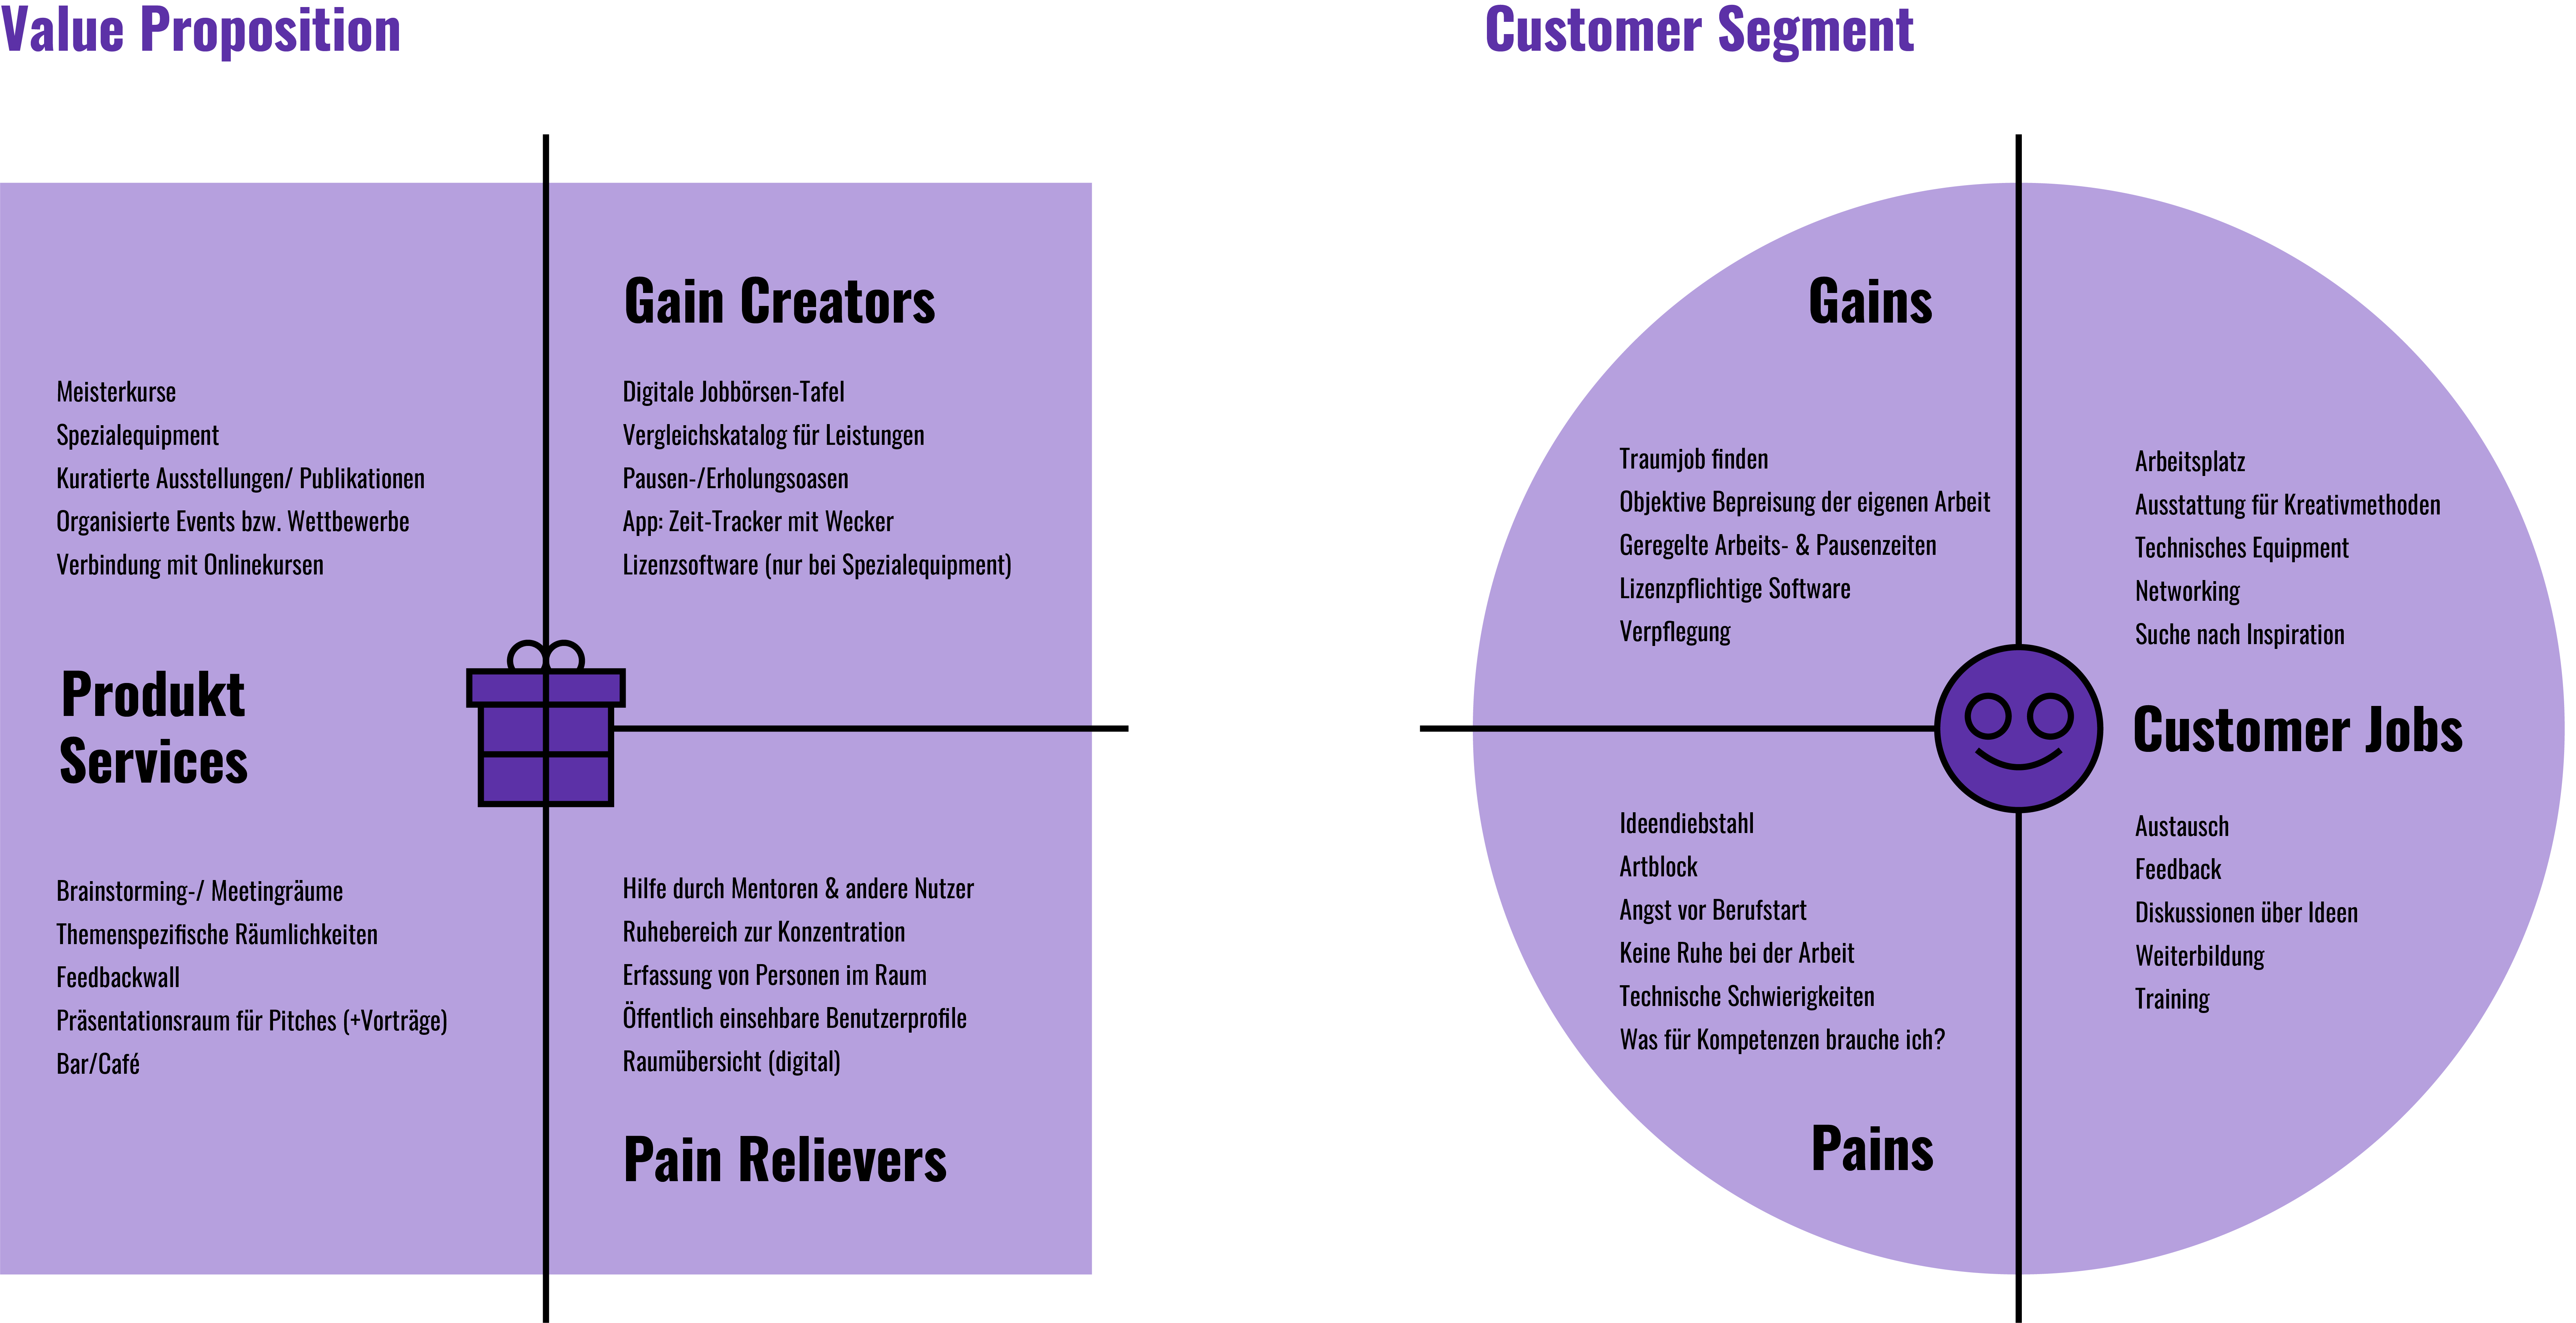 Value Proposition
Meisterkurse
Spezialequipment
Kuratierte Ausstellungen/ Publikationen
Organisierte Events bzw. Wettbewerbe
Verbindung mit Onlinekursen
Produkt
Services
Brainstorming-/ Meetingräume
Themenspezifische Räumlichkeiten
Feedbackwall
Präsentationsraum für Pitches (+Vorträge)
Bar/Café
Gain Creators
Digitale Jobbörsen-Tafel
Vergleichskatalog für Leistungen
Pausen-/Erholungsoasen
App: Zeit-Tracker mit Wecker
Lizenzsoftware (nur bei Spezialequipment)
Hilfe durch Mentoren & andere Nutzer
Ruhebereich zur Konzentration
Erfassung von Personen im Raum
Öffentlich einsehbare Benutzerprofile
Raumübersicht (digital)
Pain Relievers
Customer Segment
Gains
Traumjob finden
Objektive Bepreisung der eigenen Arbeit
Geregelte Arbeits- & Pausenzeiten
Lizenzpflichtige Software
Verpflegung
Ideendiebstahl
Artblock
Angst vor Berufstart
Keine Ruhe bei der Arbeit
Technische Schwierigkeiten
Was für Kompetenzen brauche ich?
Pains
Arbeitsplatz
Ausstattung für Kreativmethoden
Technisches Equipment
Networking
Suche nach Inspiration
Customer Jobs
Austausch
Feedback
Diskussionen über Ideen
Weiterbildung
Training